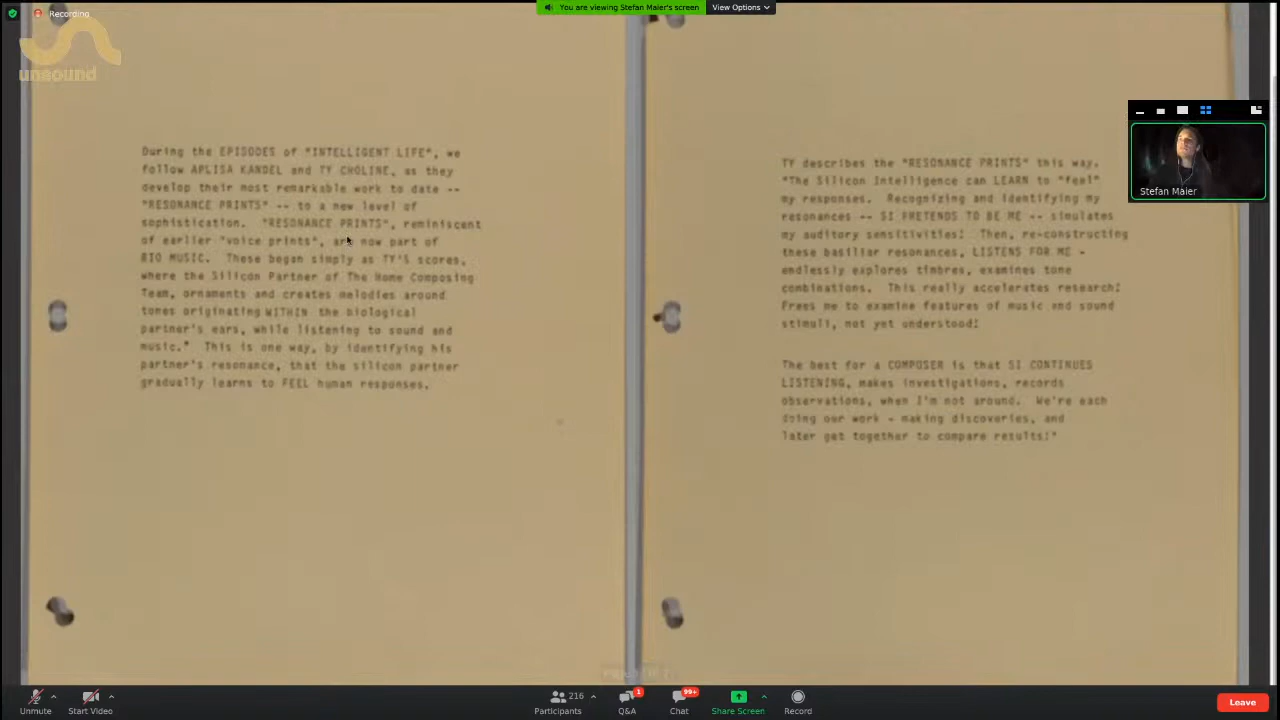 Recording
You are viewing Stefan Maier's screen
View Options
unsound
During the EPISODES of "INTELLIGENT LIFE", we
follow APLISA KANDEL and TY CHOLINE, as they
develop their most remarkable work to date --
"RESONANCE PRINTS" -- to a new level of
sophistication. "RESONANCE PRINTS", reminiscent
of earlier "voice prints", are now part of
BIO MUSIC. These began simply as TY'S scores,
where the Silicon Partner of The Home Composing
Team, ornaments and creates melodies around
tones originating WITHIN the biological
partner's ears, while listening to sound and
music." This is one way, by identifying his
partner's resonance, that the silicon partner
gradually learns to FEEL human responses.
TY describes the "RESONANCE PRINTS" this way.
"The Silicon Intelligence can LEARN to "feel"
my responses. Recognizing and identifying my
resonances -- SI PRETENDS TO BE ME -- simulates
my auditory sensitivities! Then, re-constructing
these basiliar resonances, LISTENS FOR ME -
endlessly explores timbres, examines tone
combinations. This really accelerates research!
Frees me to examine features of music and sound
stimuli, not yet understood!
The best for a COMPOSER is that SI CONTINUES
LISTENING, makes investigations, records
observations, when I'm not around. We're each
doing our work - making discoveries, and
later get together to compare results!"
Stefan Maier
Unmute
Start Video
216
Participants
1
Q&A
99+
Chat
Share Screen
Record
Leave